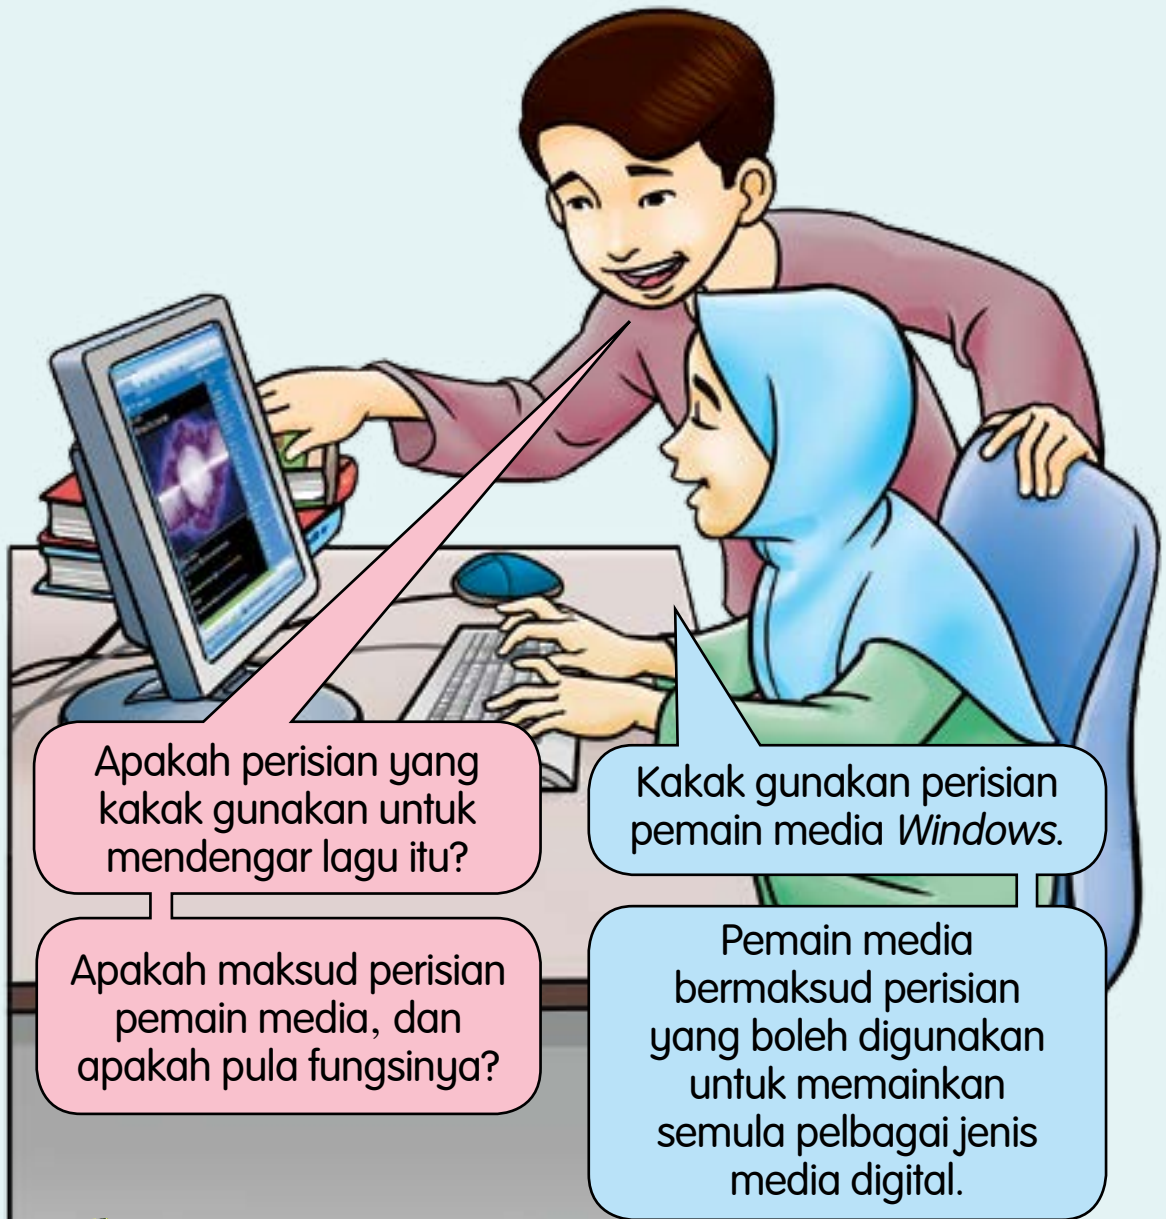 Apakah perisian yang
kakak gunakan untuk
mendengar lagu itu?
Kakak gunakan perisian
pemain media Windows.
Apakah maksud perisian
pemain media, dan
apakah pula fungsinya?
Pemain media
bermaksud perisian
yang boleh digunakan
untuk memainkan
semula pelbagai jenis
media digital.